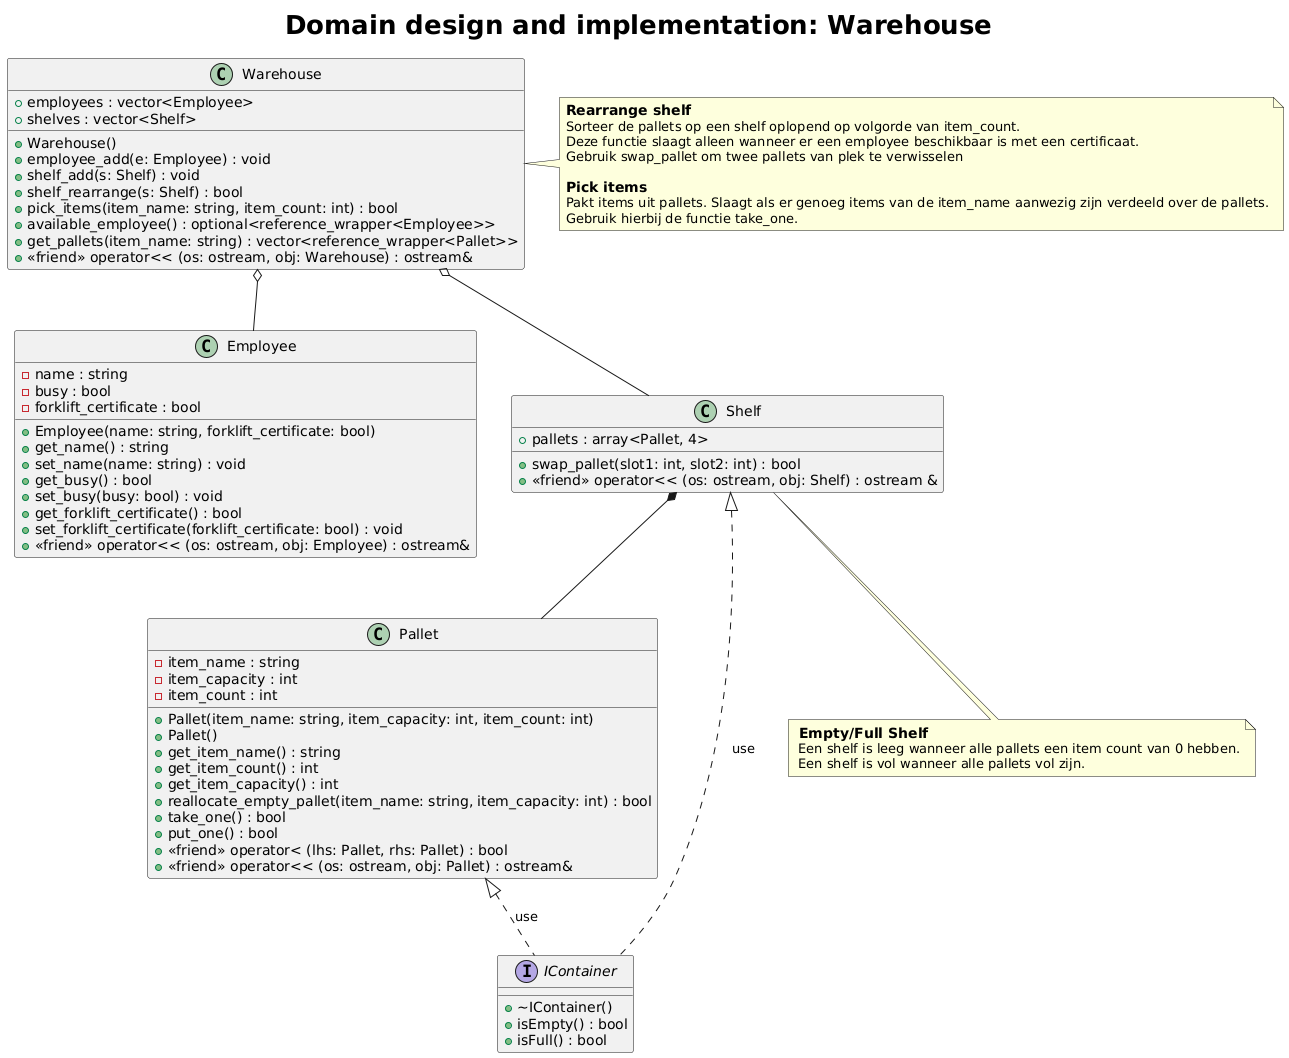 Domain design and implementation: Warehouse
C Warehouse
employees : vector<Employee>
shelves : vector<Shelf>
Warehouse()
employee_add(e: Employee) : void
shelf_add(s: Shelf) : void
shelf_rearrange(s: Shelf) : bool
pick_items(item_name: string, item_count: int) : bool
available_employee() : optional<reference_wrapper<Employee>>
get_pallets(item_name: string) : vector<reference_wrapper<Pallet>>
«friend» operator<< (os: ostream, obj: Warehouse) : ostream&
Rearrange shelf
Sorteer de pallets op een shelf oplopend op volgorde van item_count.
Deze functie slaagt alleen wanneer er een employee beschikbaar is met een certificaat.
Gebruik swap_pallet om twee pallets van plek te verwisselen
Pick items
Pakt items uit pallets. Slaagt als er genoeg items van de item_name aanwezig zijn verdeeld over de pallets.
Gebruik hierbij de functie take_one.
C Employee
name : string
busy : bool
forklift_certificate : bool
Employee(name: string, forklift_certificate: bool)
get_name() : string
set_name(name: string) : void
get_busy() : bool
set_busy(busy: bool) : void
get_forklift_certificate() : bool
set_forklift_certificate(forklift_certificate: bool) : void
«friend» operator<< (os: ostream, obj: Employee) : ostream&
C Shelf
pallets : array<Pallet, 4>
swap_pallet(slot1: int, slot2: int) : bool
«friend» operator<< (os: ostream, obj: Shelf) : ostream &
C Pallet
item_name : string
item_capacity : int
item_count : int
Pallet(item_name: string, item_capacity: int, item_count: int)
Pallet()
get_item_name() : string
get_item_count() : int
get_item_capacity() : int
reallocate_empty_pallet(item_name: string, item_capacity: int) : bool
take_one() : bool
put_one() : bool
«friend» operator< (lhs: Pallet, rhs: Pallet) : bool
«friend» operator<< (os: ostream, obj: Pallet) : ostream&
use
Empty/Full Shelf
Een shelf is leeg wanneer alle pallets een item count van 0 hebben.
Een shelf is vol wanneer alle pallets vol zijn.
use
I IContainer
~IContainer()
isEmpty() : bool
isFull() : bool